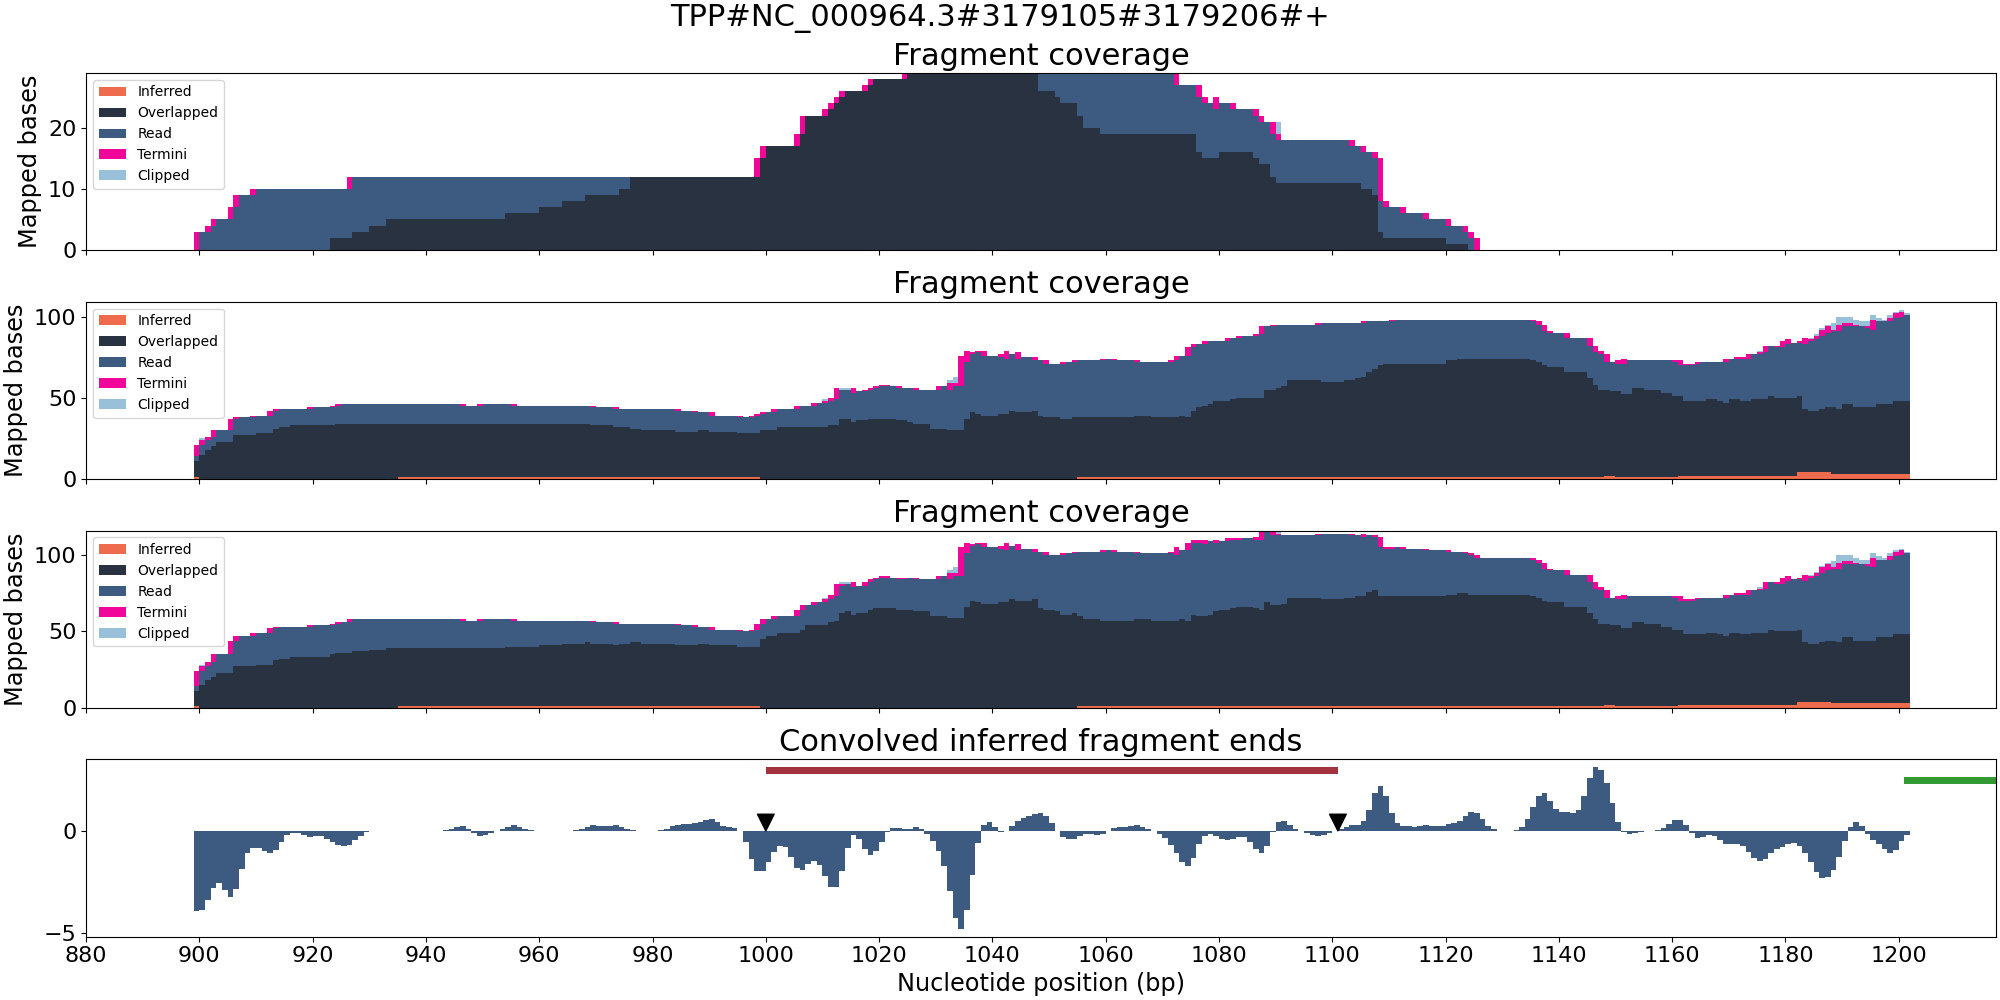 TPP#NC_000964.3#3179105#3179206#+
Fragment coverage
Mapped bases
20
10
0
Inferred
Overlapped
Read
Termini
Clipped
Fragment coverage
Mapped bases
100
50
0
Inferred
Overlapped
Read
Termini
Clipped
Fragment coverage
Mapped bases
100
50
0
Inferred
Overlapped
Read
Termini
Clipped
Convolved inferred fragment ends
0
−5
880 900 920 940 960 980 1000 1020 1040 1060 1080 1100 1120 1140 1160 1180 1200
Nucleotide position (bp)